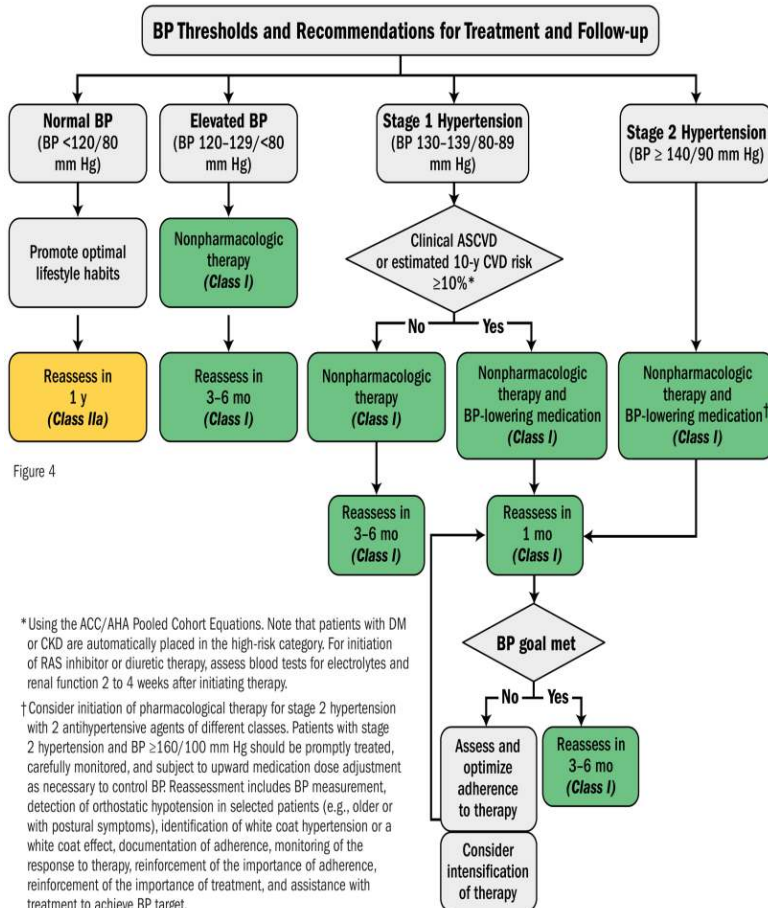 BP Thresholds and Recommendations for Treatment and Follow-up
Normal BP
(BP <120/80
mm Hg)
Elevated BP
(BP 120–129/<80
mm Hg)
Stage 1 Hypertension
(BP 130–139/80-89
mm Hg)
Stage 2 Hypertension
(BP ≥ 140/90 mm Hg)
Promote optimal
lifestyle habits
Nonpharmacologic
therapy
(Class I)
Clinical ASCVD
or estimated 10-y CVD risk
≥10%*
No
Yes
Reassess in
1 y
(Class IIa)
Reassess in
3–6 mo
(Class I)
Nonpharmacologic
therapy
(Class I)
Nonpharmacologic
therapy and
BP-lowering medication
(Class I)
Nonpharmacologic
therapy and
BP-lowering medication†
(Class I)
Figure 4
Reassess in
3–6 mo
(Class I)
Reassess in
1 mo
(Class I)
BP goal met
No
Yes
Assess and
optimize
adherence
to therapy
Reassess in
3–6 mo
(Class I)
Consider
intensification
of therapy
*Using the ACC/AHA Pooled Cohort Equations. Note that patients with DM
or CKD are automatically placed in the high-risk category. For initiation
of RAS inhibitor or diuretic therapy, assess blood tests for electrolytes and
renal function 2 to 4 weeks after initiating therapy.
†Consider initiation of pharmacological therapy for stage 2 hypertension
with 2 antihypertensive agents of different classes. Patients with stage
2 hypertension and BP ≥160/100 mm Hg should be promptly treated,
carefully monitored, and subject to upward medication dose adjustment
as necessary to control BP. Reassessment includes BP measurement,
detection of orthostatic hypotension in selected patients (e.g., older or
with postural symptoms), identification of white coat hypertension or a
white coat effect, documentation of adherence, monitoring of the
response to therapy, reinforcement of the importance of adherence,
reinforcement of the importance of treatment, and assistance with
treatment to achieve BP target.